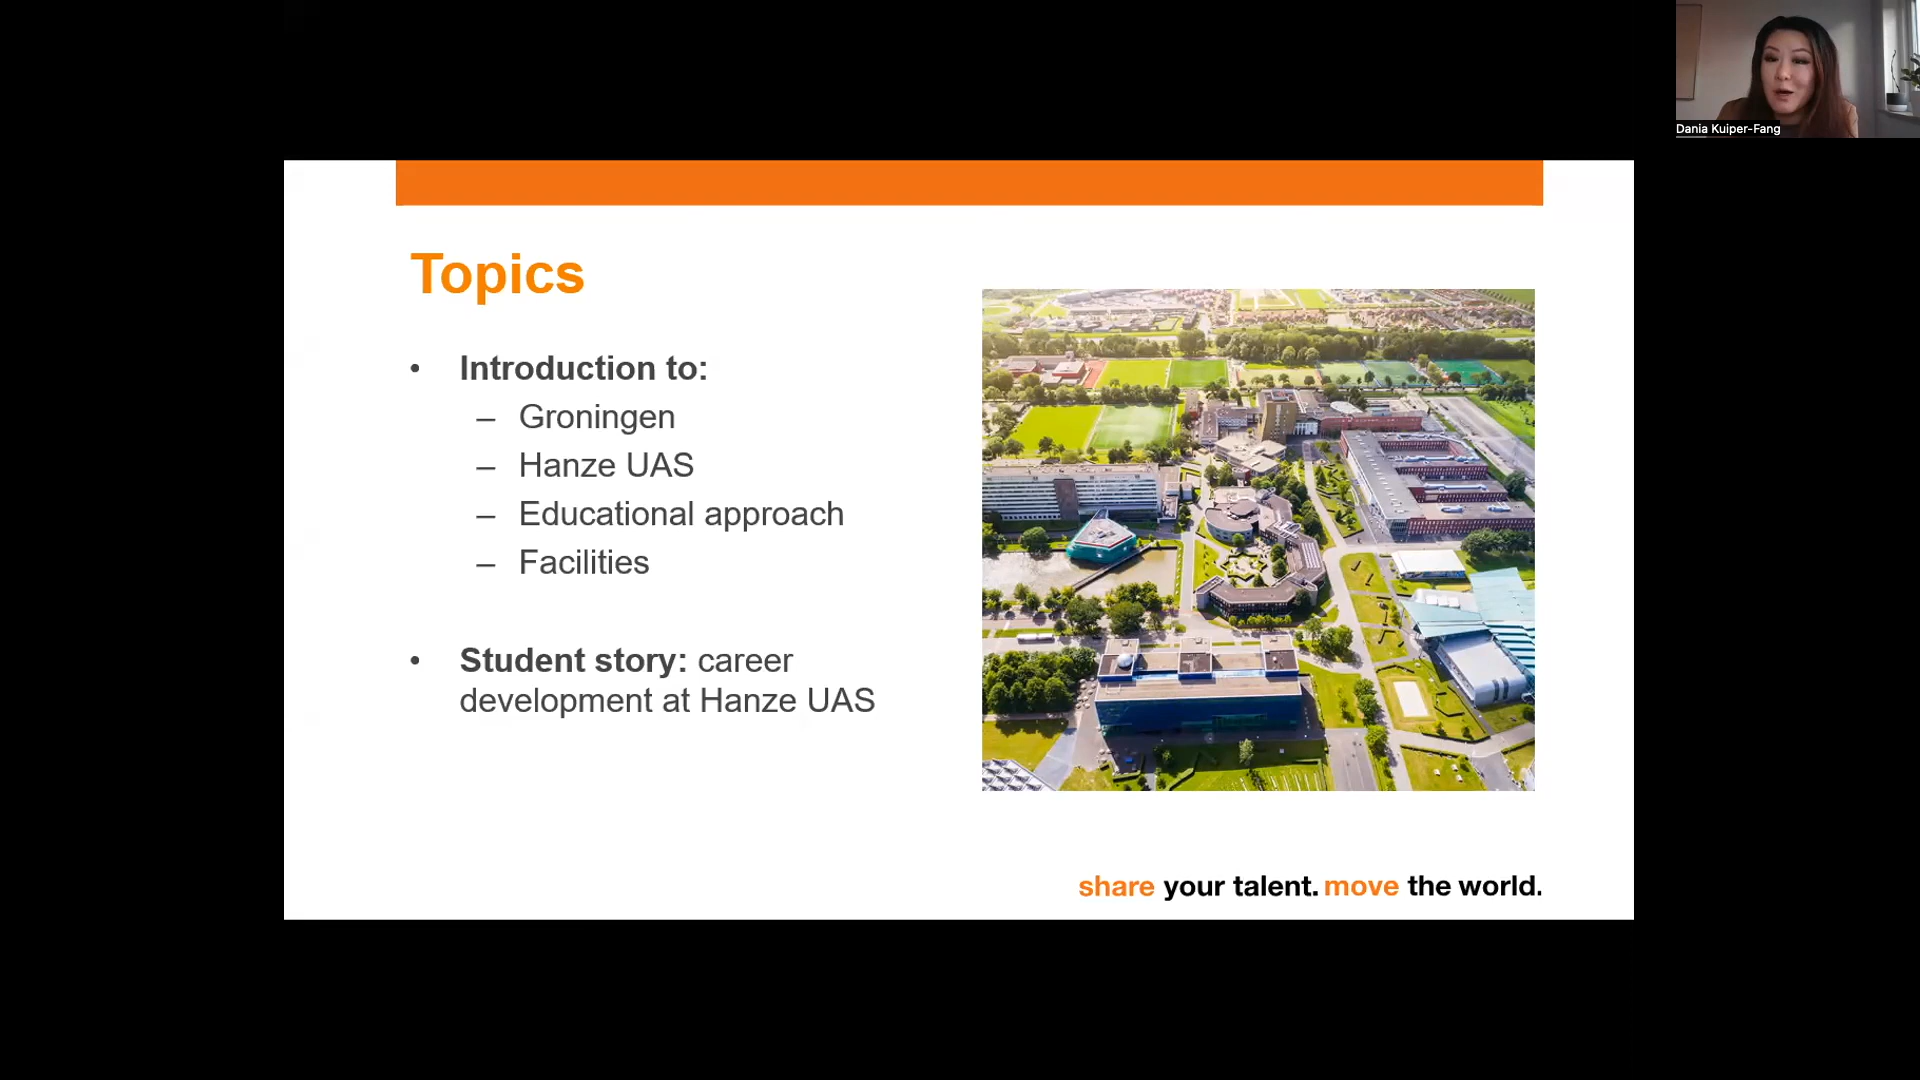 Dania Kuiper-Fang
Topics
• Introduction to:
– Groningen
– Hanze UAS
– Educational approach
– Facilities
• Student story: career
development at Hanze UAS
share your talent. move the world.